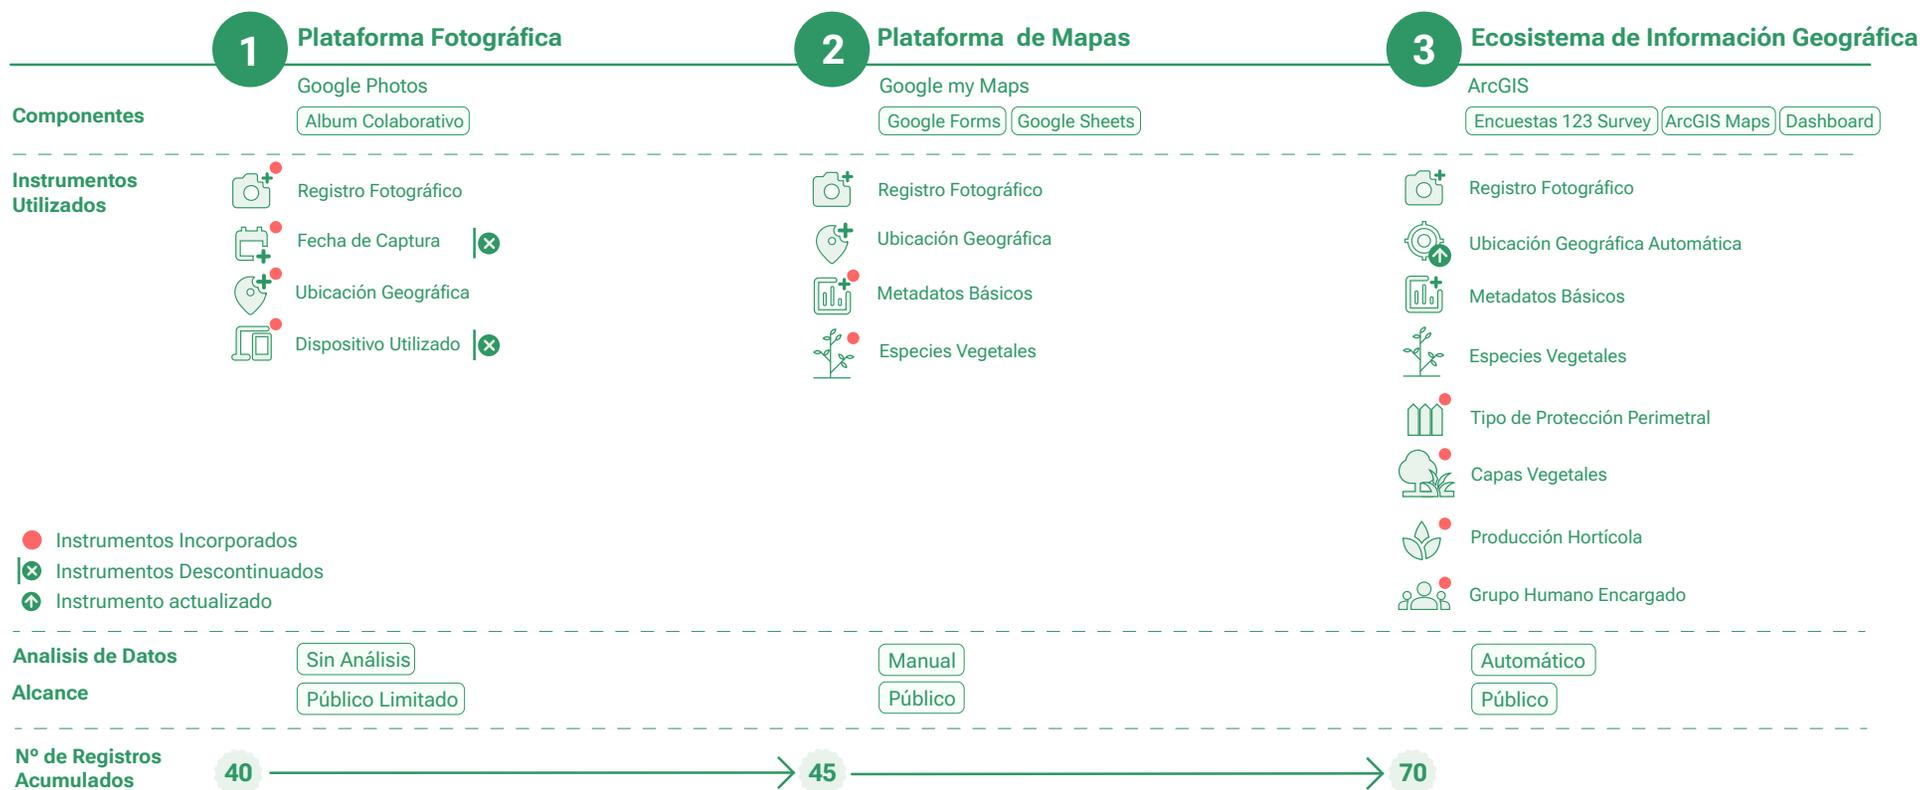 1 Plataforma Fotográfica
2 Plataforma de Mapas
3 Ecosistema de Información Geográfica
Componentes
Google Photos
Album Colaborativo
Google my Maps
Google Forms Google Sheets
ArcGIS
Encuestas 123 Survey ArcGIS Maps Dashboard
Instrumentos
Utilizados
Registro Fotográfico
Fecha de Captura
Ubicación Geográfica
Dispositivo Utilizado
Registro Fotográfico
Ubicación Geográfica
Metadatos Básicos
Especies Vegetales
Registro Fotográfico
Ubicación Geográfica Automática
Metadatos Básicos
Especies Vegetales
Tipo de Protección Perimetral
Capas Vegetales
Producción Hortícola
Grupo Humano Encargado
Instrumentos Incorporados
Instrumentos Descontinuados
Instrumento actualizado
Analisis de Datos
Sin Análisis
Manual
Automático
Alcance
Público Limitado
Público
Público
Nº de Registros
Acumulados
40
45
70